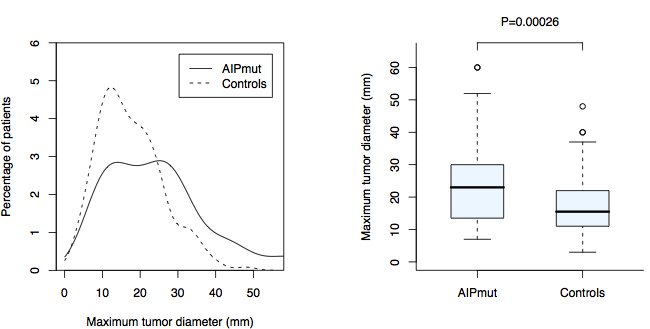 P=0.00026
6
5
4
3
2
1
0
Percentage of patients
AIPmut
Controls
0 10 20 30 40 50
Maximum tumor diameter (mm)
60
50
40
30
20
10
0
Maximum tumor diameter (mm)
AIPmut Controls